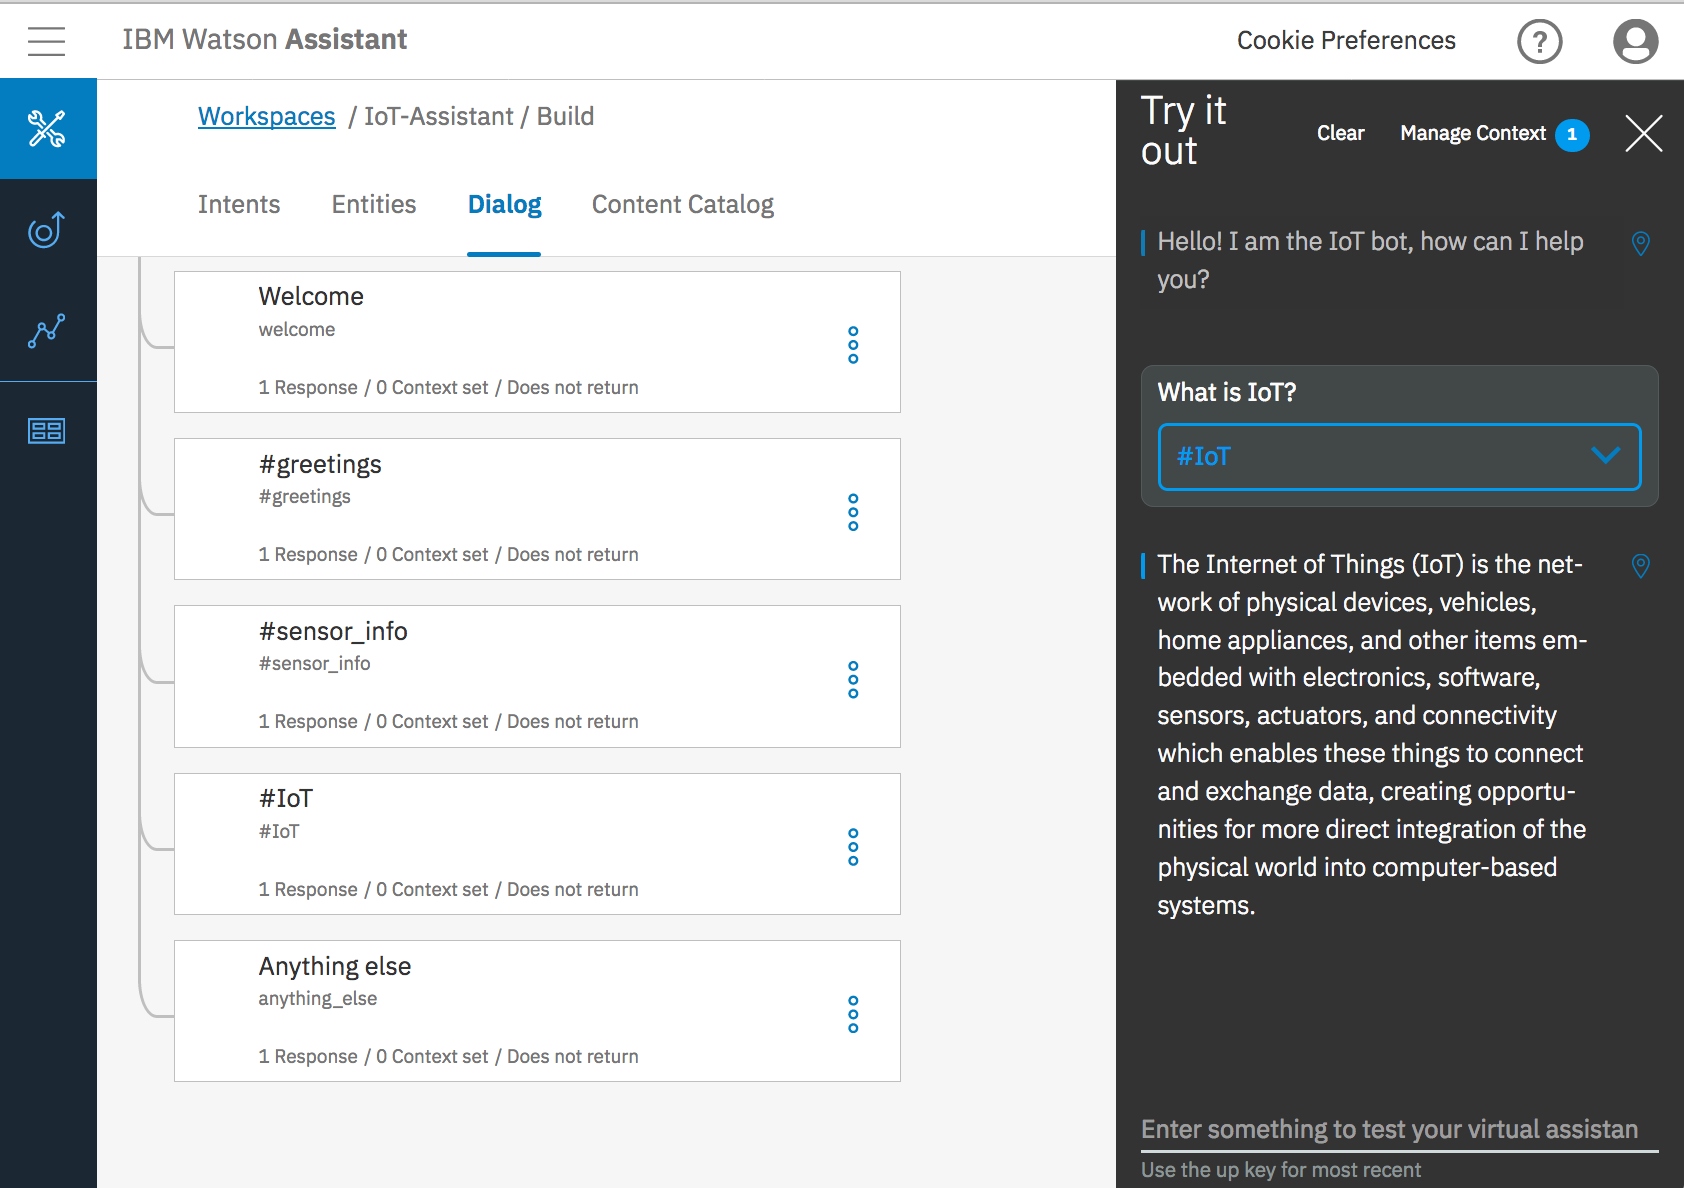 IBM Watson Assistant
Cookie Preferences
?
Workspaces / IoT-Assistant / Build
Intents
Entities
Dialog
Content Catalog
Welcome
welcome
1 Response / 0 Context set / Does not return
#greetings
#greetings
1 Response / 0 Context set / Does not return
#sensor_info
#sensor_info
1 Response / 0 Context set / Does not return
#IoT
#IoT
1 Response / 0 Context set / Does not return
Anything else
anything_else
1 Response / 0 Context set / Does not return
Try it
out
Clear
Manage Context 1
Hello! I am the IoT bot, how can I help
you?
What is IoT?
#IoT
The Internet of Things (IoT) is the net-
work of physical devices, vehicles,
home appliances, and other items em-
bedded with electronics, software,
sensors, actuators, and connectivity
which enables these things to connect
and exchange data, creating opportu-
nities for more direct integration of the
physical world into computer-based
systems.
Enter something to test your virtual assistan
Use the up key for most recent